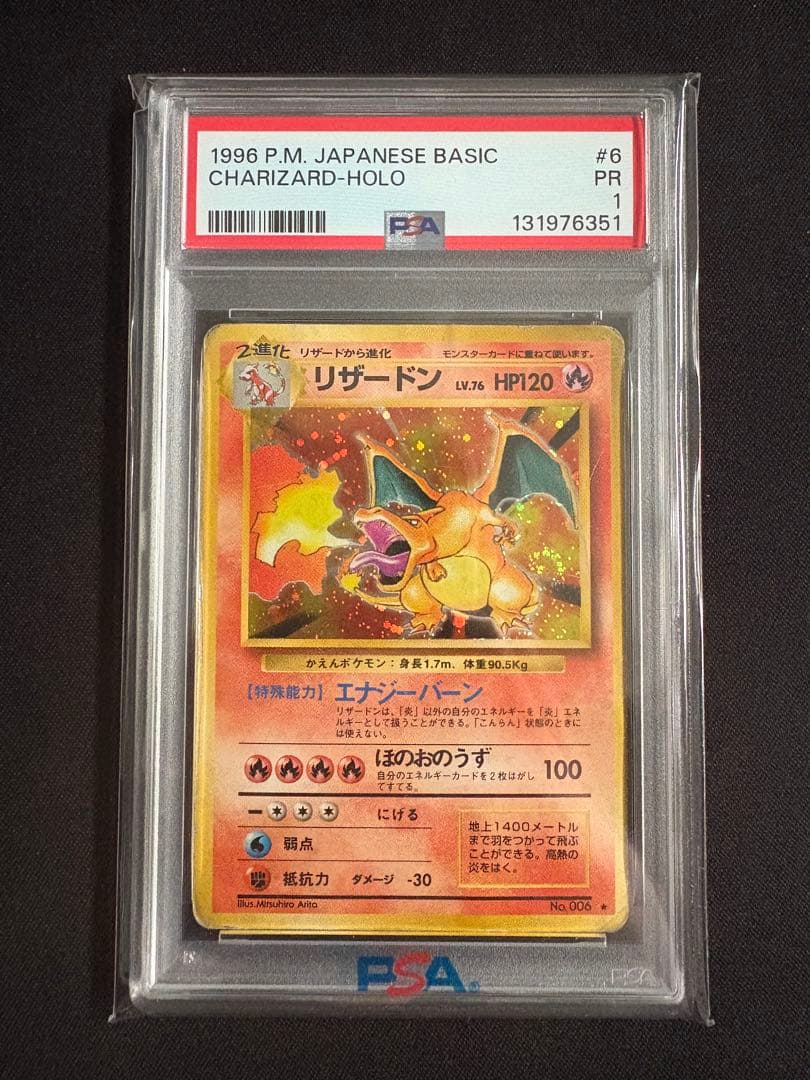 1996 P.M. JAPANESE BASIC #6
CHARIZARD-HOLO PR
1
PSA 131976351
2進化 リザードから進化 モンスターカードに重ねて使います。
リザードン LV.76 HP120
かえんポケモン：身長1.7m、体重90.5Kg
【特殊能力】エナジーバーン
リザードンは、「炎」以外の自分のエネルギーを「炎」エネ
ルギーとして扱うことができる。「こんらん」状態のときに
は使えない。
ほのおのうず 100
自分のエネルギーカードを2枚はがし
てすてる。
にげる
弱点
抵抗力 ダメージ -30
地上1400メートル
まで羽をつかって飛ぶ
ことができる。高熱の
炎をはく。
Illus.Mitsuhiro Arita No.006 ★
PSA®
PSA